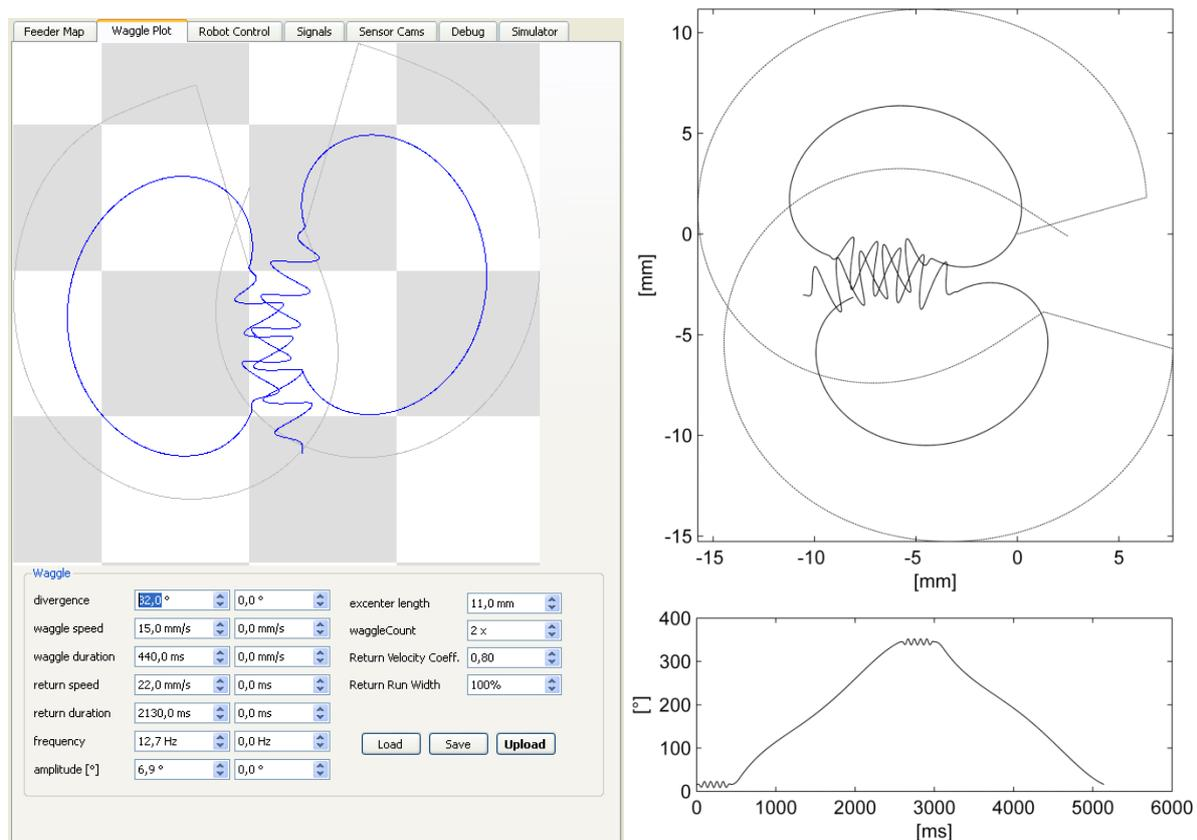 Feeder Map Waggle Plot Robot Control Signals Sensor Cams Debug Simulator
Waggle
divergence 32,0 ° 0,0 °
waggle speed 15,0 mm/s 0,0 mm/s
waggle duration 440,0 ms 0,0 mm/s
return speed 22,0 mm/s 0,0 ms
return duration 2130,0 ms 0,0 ms
frequency 12,7 Hz 0,0 Hz
amplitude [°] 6,9 ° 0,0 °
excenter length 11,0 mm
waggleCount 2 x
Return Velocity Coeff. 0,80
Return Run Width 100%
Load Save Upload
10
5
0
-5
-10
-15
[mm]
-15 -10 -5 0 5
[mm]
400
300
200
100
0
[°]
0 1000 2000 3000 4000 5000 6000
[ms]